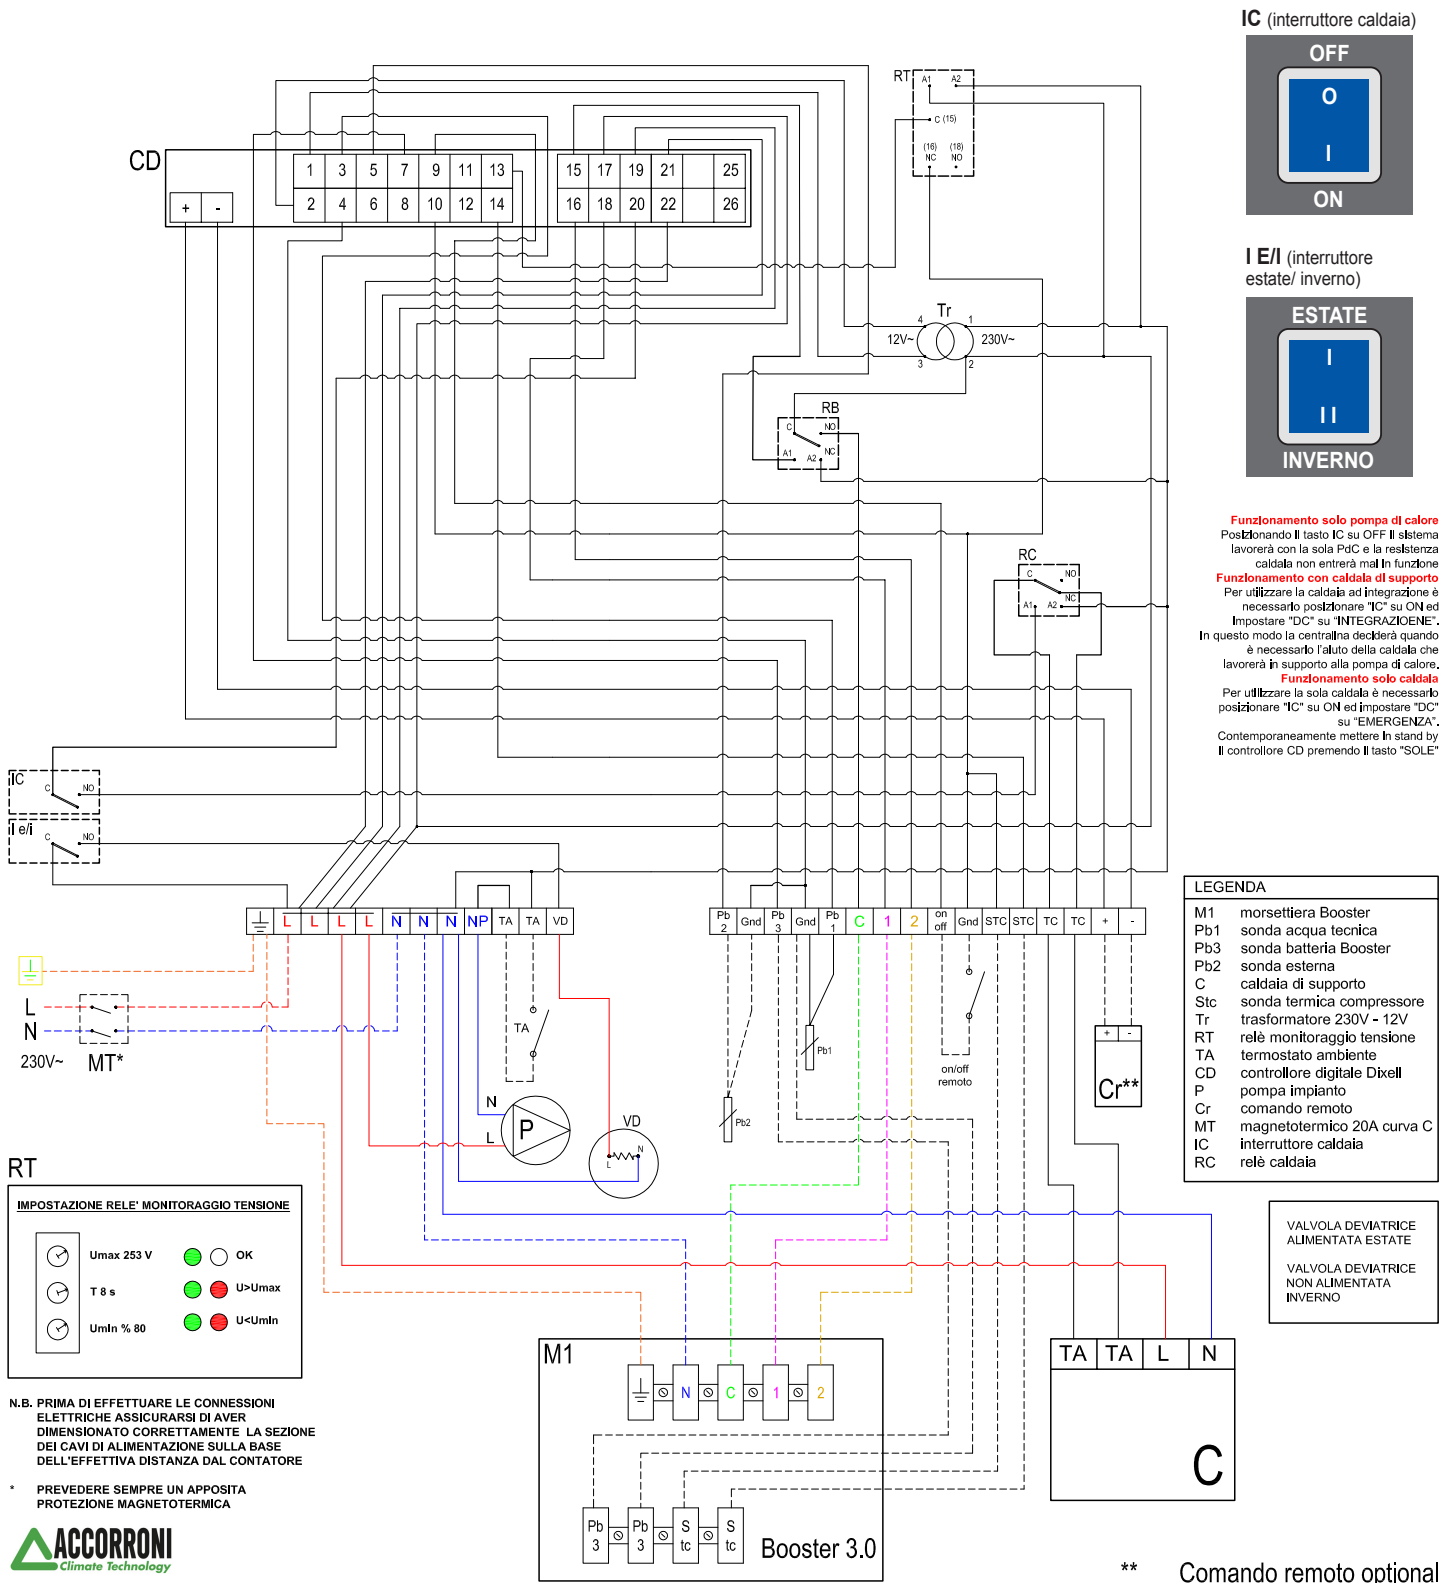 IC (interruttore caldaia)
OFF
O
I
ON
I E/I (interruttore
estate/ inverno)
ESTATE
I
I I
INVERNO
Funzionamento solo pompa di calore
Posizionando il tasto IC su OFF il sistema
lavorerà con la sola PdC e la resistenza
caldaia non entrerà mai in funzione
Funzionamento con caldaia di supporto
Per utilizzare la caldaia ad integrazione è
necessario posizionare "IC" su ON ed
impostare "DC" su "INTEGRAZIOENE".
In questo modo la centralina deciderà quando
è necessario l'aiuto della caldaia che
lavorerà in supporto alla pompa di calore.
Funzionamento solo caldaia
Per utilizzare la sola caldaia è necessario
posizionare "IC" su ON ed impostare "DC"
su "EMERGENZA".
Contemporaneamente mettere in stand by
il controllore CD premendo il tasto "SOLE"
CD
+ -
1 3 5 7 9 11 13
2 4 6 8 10 12 14
15 17 19 21 25
16 18 20 22 26
RT
A1 A2
C (15)
(16) (18)
NC NO
Tr
4 1
12V~ 230V~
3 2
RB
C NO
NC
A1 A2
RC
C NO
NC
A1 A2
IC
C NO
I e/i
C NO
L L L L N N N NP TA TA VD
Pb 2 Gnd Pb 3 Gnd Pb 1 C 1 2 on off Gnd STC STC TC TC + -
L
N
230V~
MT*
TA
N
L
P
VD
L N
Pb2
Pb1
on/off
remoto
+ -
Cr**
LEGENDA
M1 morsettiera Booster
Pb1 sonda acqua tecnica
Pb3 sonda batteria Booster
Pb2 sonda esterna
C caldaia di supporto
Stc sonda termica compressore
Tr trasformatore 230V - 12V
RT relè monitoraggio tensione
TA termostato ambiente
CD controllore digitale Dixell
P pompa impianto
Cr comando remoto
MT magnetotermico 20A curva C
IC interruttore caldaia
RC relè caldaia
VALVOLA DEVIATRICE
ALIMENTATA ESTATE
VALVOLA DEVIATRICE
NON ALIMENTATA
INVERNO
RT
IMPOSTAZIONE RELE' MONITORAGGIO TENSIONE
Umax 253 V OK
T 8 s U>Umax
Umin % 80 U<Umin
N.B. PRIMA DI EFFETTUARE LE CONNESSIONI
ELETTRICHE ASSICURARSI DI AVER
DIMENSIONATO CORRETTAMENTE LA SEZIONE
DEI CAVI DI ALIMENTAZIONE SULLA BASE
DELL'EFFETTIVA DISTANZA DAL CONTATORE
* PREVEDERE SEMPRE UN APPOSITA
PROTEZIONE MAGNETOTERMICA
ACCORRONI
Climate Technology
M1
N C 1 2
Pb 3 Pb 3 S tc S tc
Booster 3.0
TA TA L N
C
** Comando remoto optional